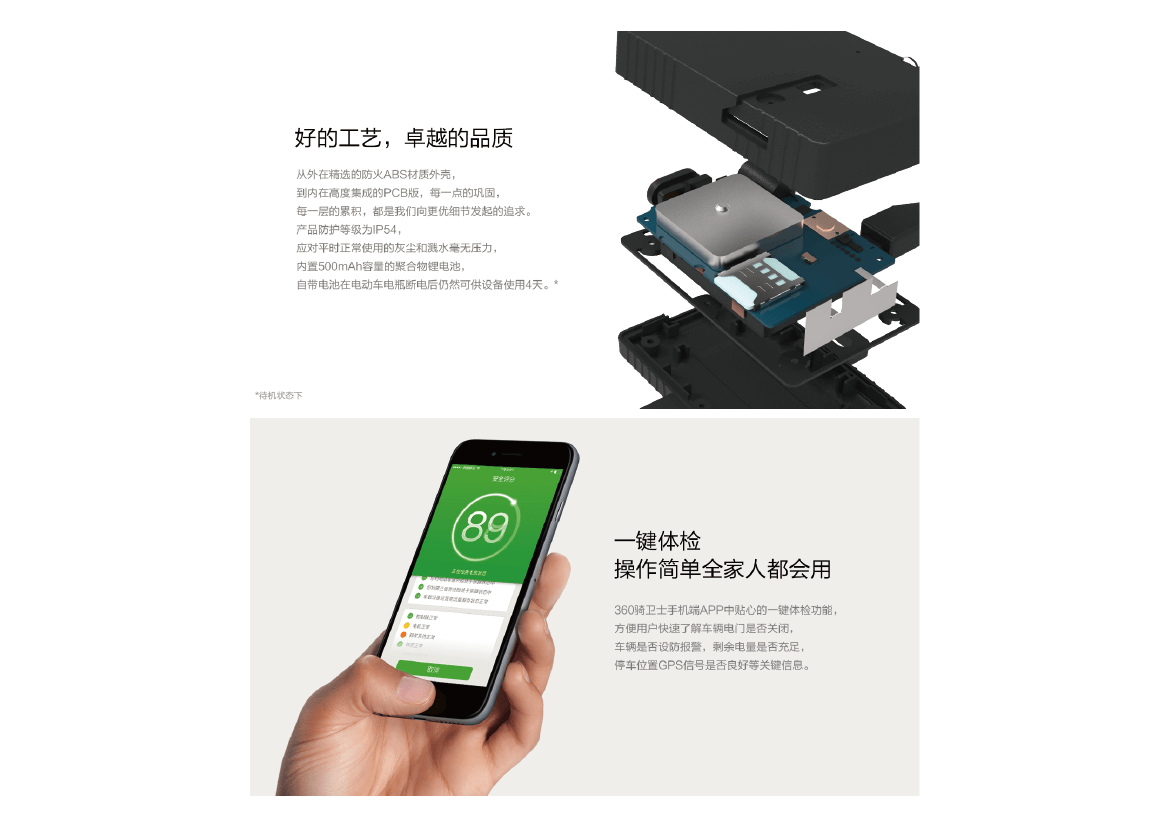 好的工艺，卓越的品质
从外在精选的防火ABS材质外壳，
到内在高度集成的PCB版，每一点的巩固，
每一层的累积，都是我们向更优细节发起的追求。
产品防护等级为IP54，
应对平时正常使用的灰尘和溅水毫无压力，
内置500mAh容量的聚合物锂电池，
自带电池在电动车电瓶断电后仍然可供设备使用4天。*
*待机状态下
安全评分
89
一键体检
操作简单全家人都会用
360骑卫士手机端APP中贴心的一键体检功能，
方便用户快速了解车辆电门是否关闭，
车辆是否设防报警，剩余电量是否充足，
停车位置GPS信号是否良好等关键信息。